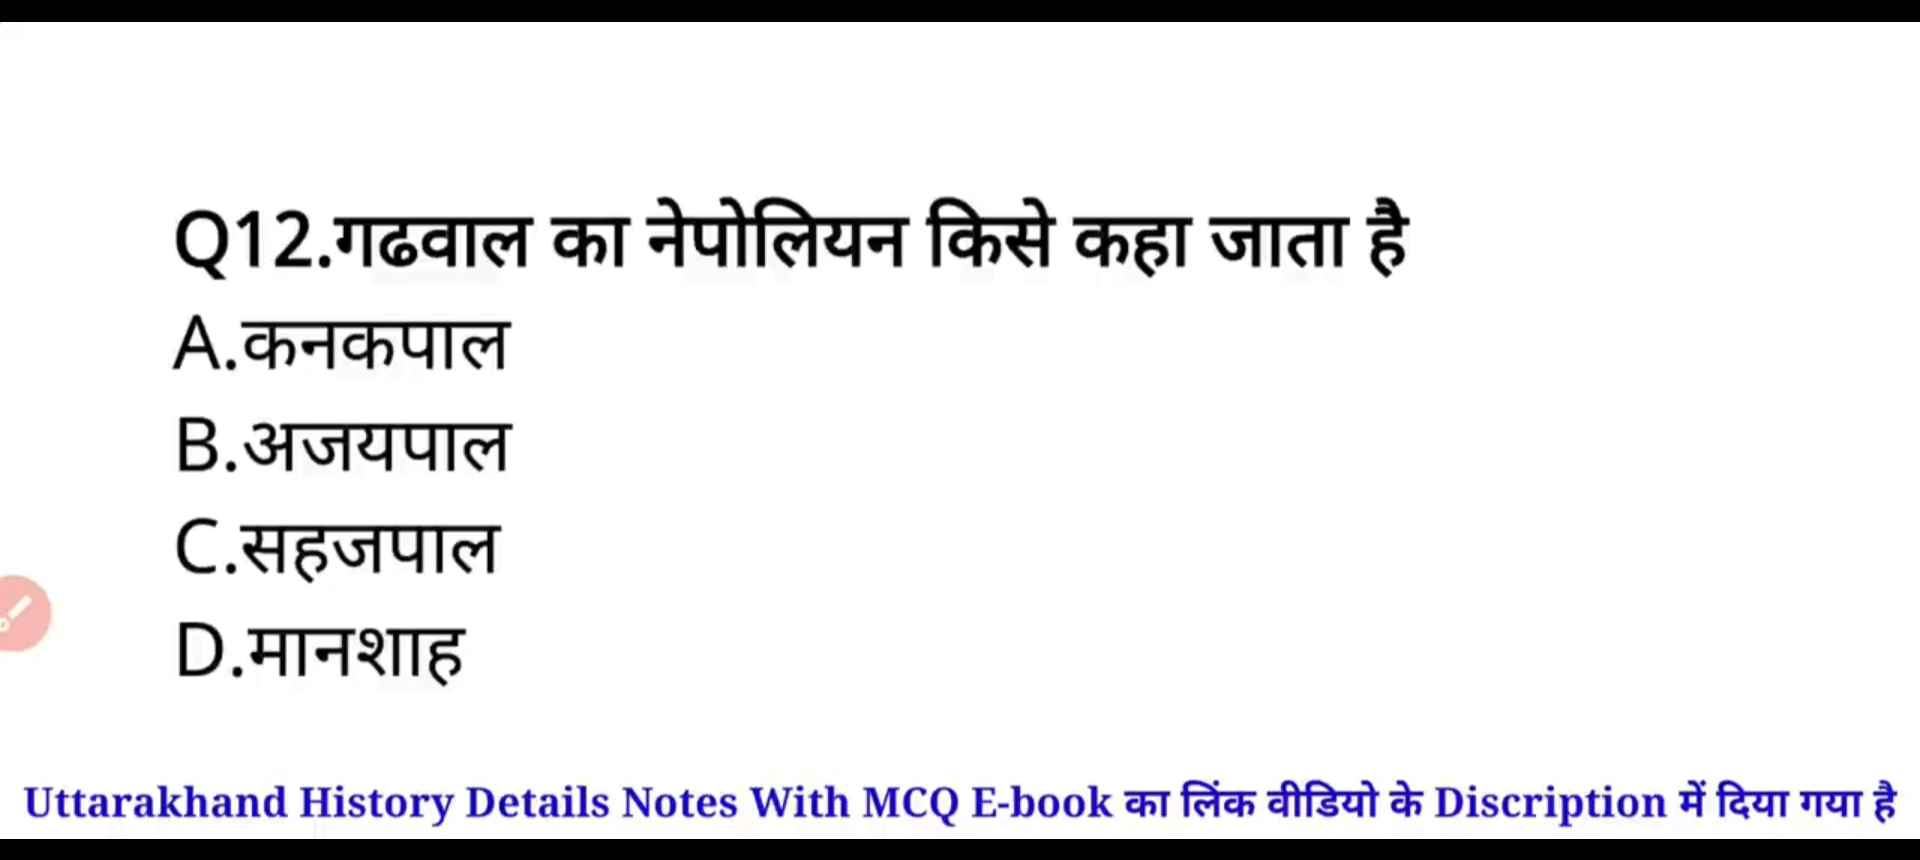 Q12.गढवाल का नेपोलियन किसे कहा जाता है
A.कनकपाल
B.अजयपाल
C.सहजपाल
D.मानशाह
Uttarakhand History Details Notes With MCQ E-book का लिंक वीडियो के Discription में दिया गया है